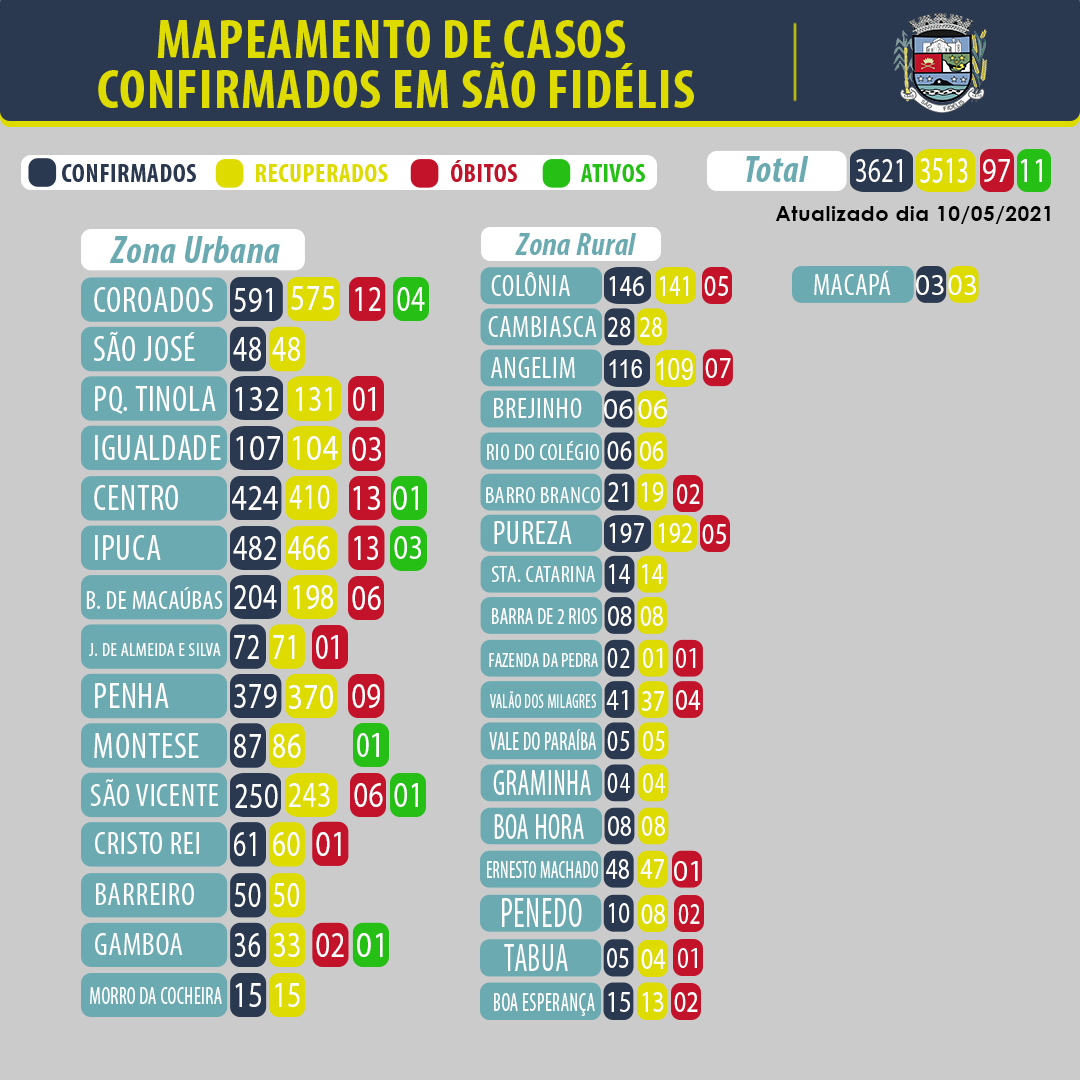 MAPEAMENTO DE CASOS
CONFIRMADOS EM SÃO FIDÉLIS
SÃO FIDÉLIS
CONFIRMADOS RECUPERADOS ÓBITOS ATIVOS
Total 3621 3513 97 11
Atualizado dia 10/05/2021
Zona Urbana
COROADOS 591 575 12 04
SÃO JOSÉ 48 48
PQ. TINOLA 132 131 01
IGUALDADE 107 104 03
CENTRO 424 410 13 01
IPUCA 482 466 13 03
B. DE MACAÚBAS 204 198 06
J. DE ALMEIDA E SILVA 72 71 01
PENHA 379 370 09
MONTESE 87 86 01
SÃO VICENTE 250 243 06 01
CRISTO REI 61 60 01
BARREIRO 50 50
GAMBOA 36 33 02 01
MORRO DA COCHEIRA 15 15
Zona Rural
COLÔNIA 146 141 05
CAMBIASCA 28 28
ANGELIM 116 109 07
BREJINHO 06 06
RIO DO COLÉGIO 06 06
BARRO BRANCO 21 19 02
PUREZA 197 192 05
STA. CATARINA 14 14
BARRA DE 2 RIOS 08 08
FAZENDA DA PEDRA 02 01 01
VALÃO DOS MILAGRES 41 37 04
VALE DO PARAÍBA 05 05
GRAMINHA 04 04
BOA HORA 08 08
ERNESTO MACHADO 48 47 01
PENEDO 10 08 02
TABUA 05 04 01
BOA ESPERANÇA 15 13 02
MACAPÁ 03 03